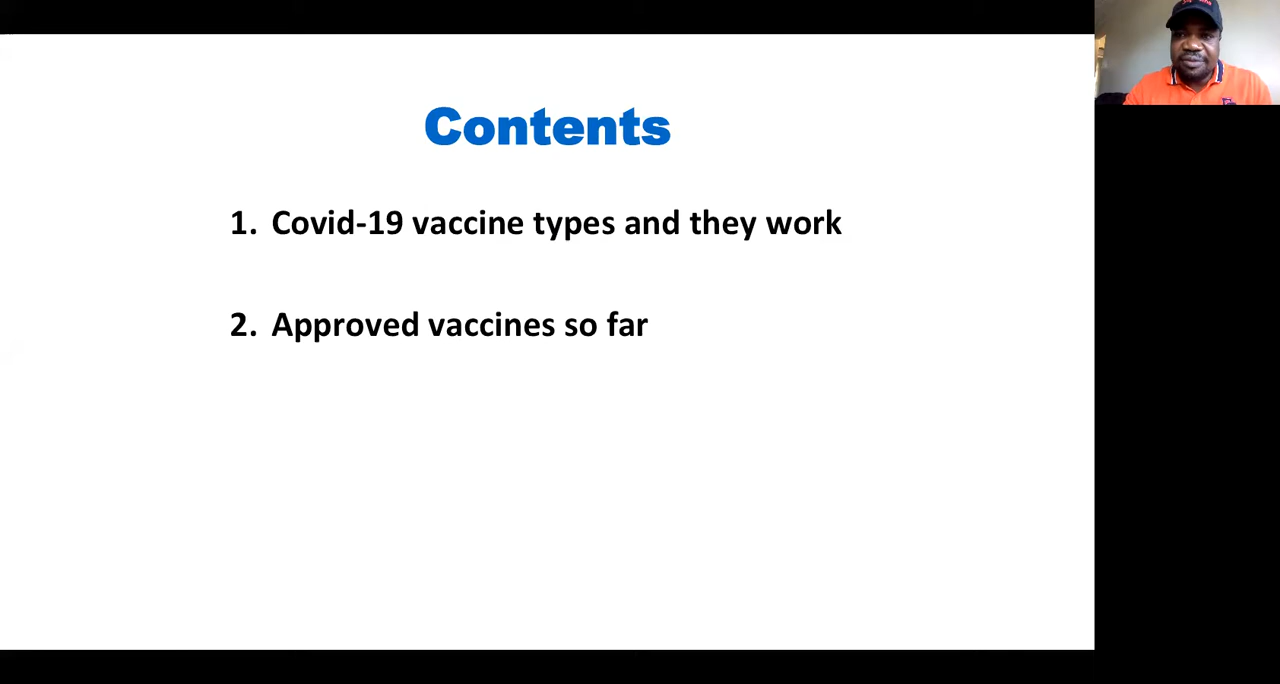 Contents
1. Covid-19 vaccine types and they work
2. Approved vaccines so far